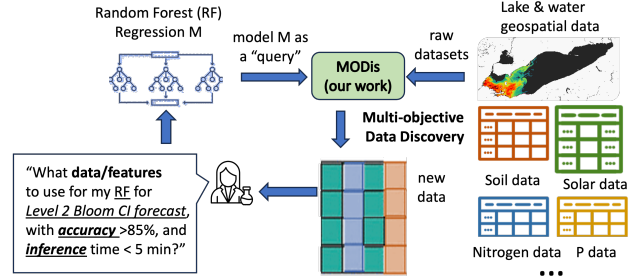 Random Forest (RF)
Regression M
model M as
a “query”
MODis
(our work)
raw
datasets
Lake & water
geospatial data
Multi-objective
Data Discovery
“What data/features
to use for my RF for
Level 2 Bloom CI forecast,
with accuracy >85%, and
inference time < 5 min?”
new
data
Soil data
Solar data
Nitrogen data
P data
...